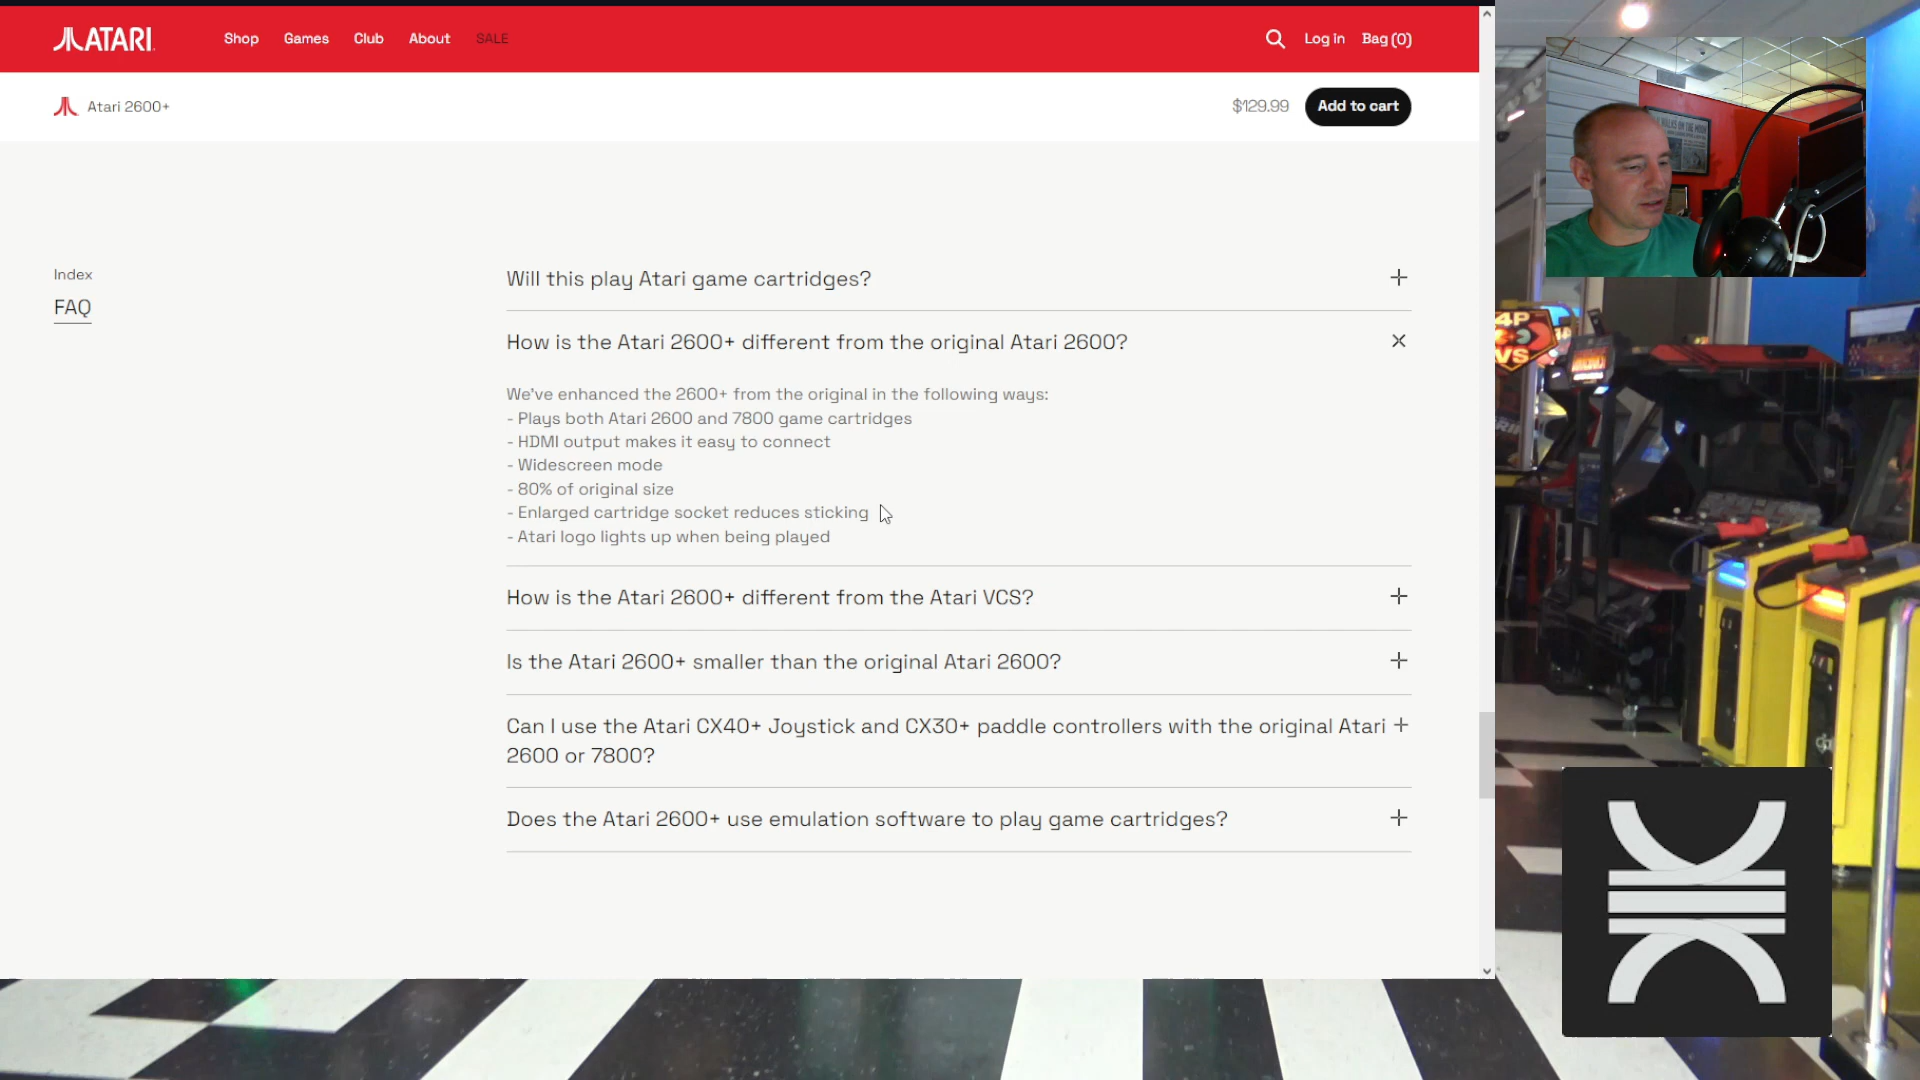 ATARI
Shop Games Club About SALE
Log in Bag (0)
Atari 2600+
$129.99 Add to cart
Index
FAQ
Will this play Atari game cartridges?
How is the Atari 2600+ different from the original Atari 2600?
We've enhanced the 2600+ from the original in the following ways:
- Plays both Atari 2600 and 7800 game cartridges
- HDMI output makes it easy to connect
- Widescreen mode
- 80% of original size
- Enlarged cartridge socket reduces sticking
- Atari logo lights up when being played
How is the Atari 2600+ different from the Atari VCS?
Is the Atari 2600+ smaller than the original Atari 2600?
Can I use the Atari CX40+ Joystick and CX30+ paddle controllers with the original Atari
2600 or 7800?
Does the Atari 2600+ use emulation software to play game cartridges?
4P
VS